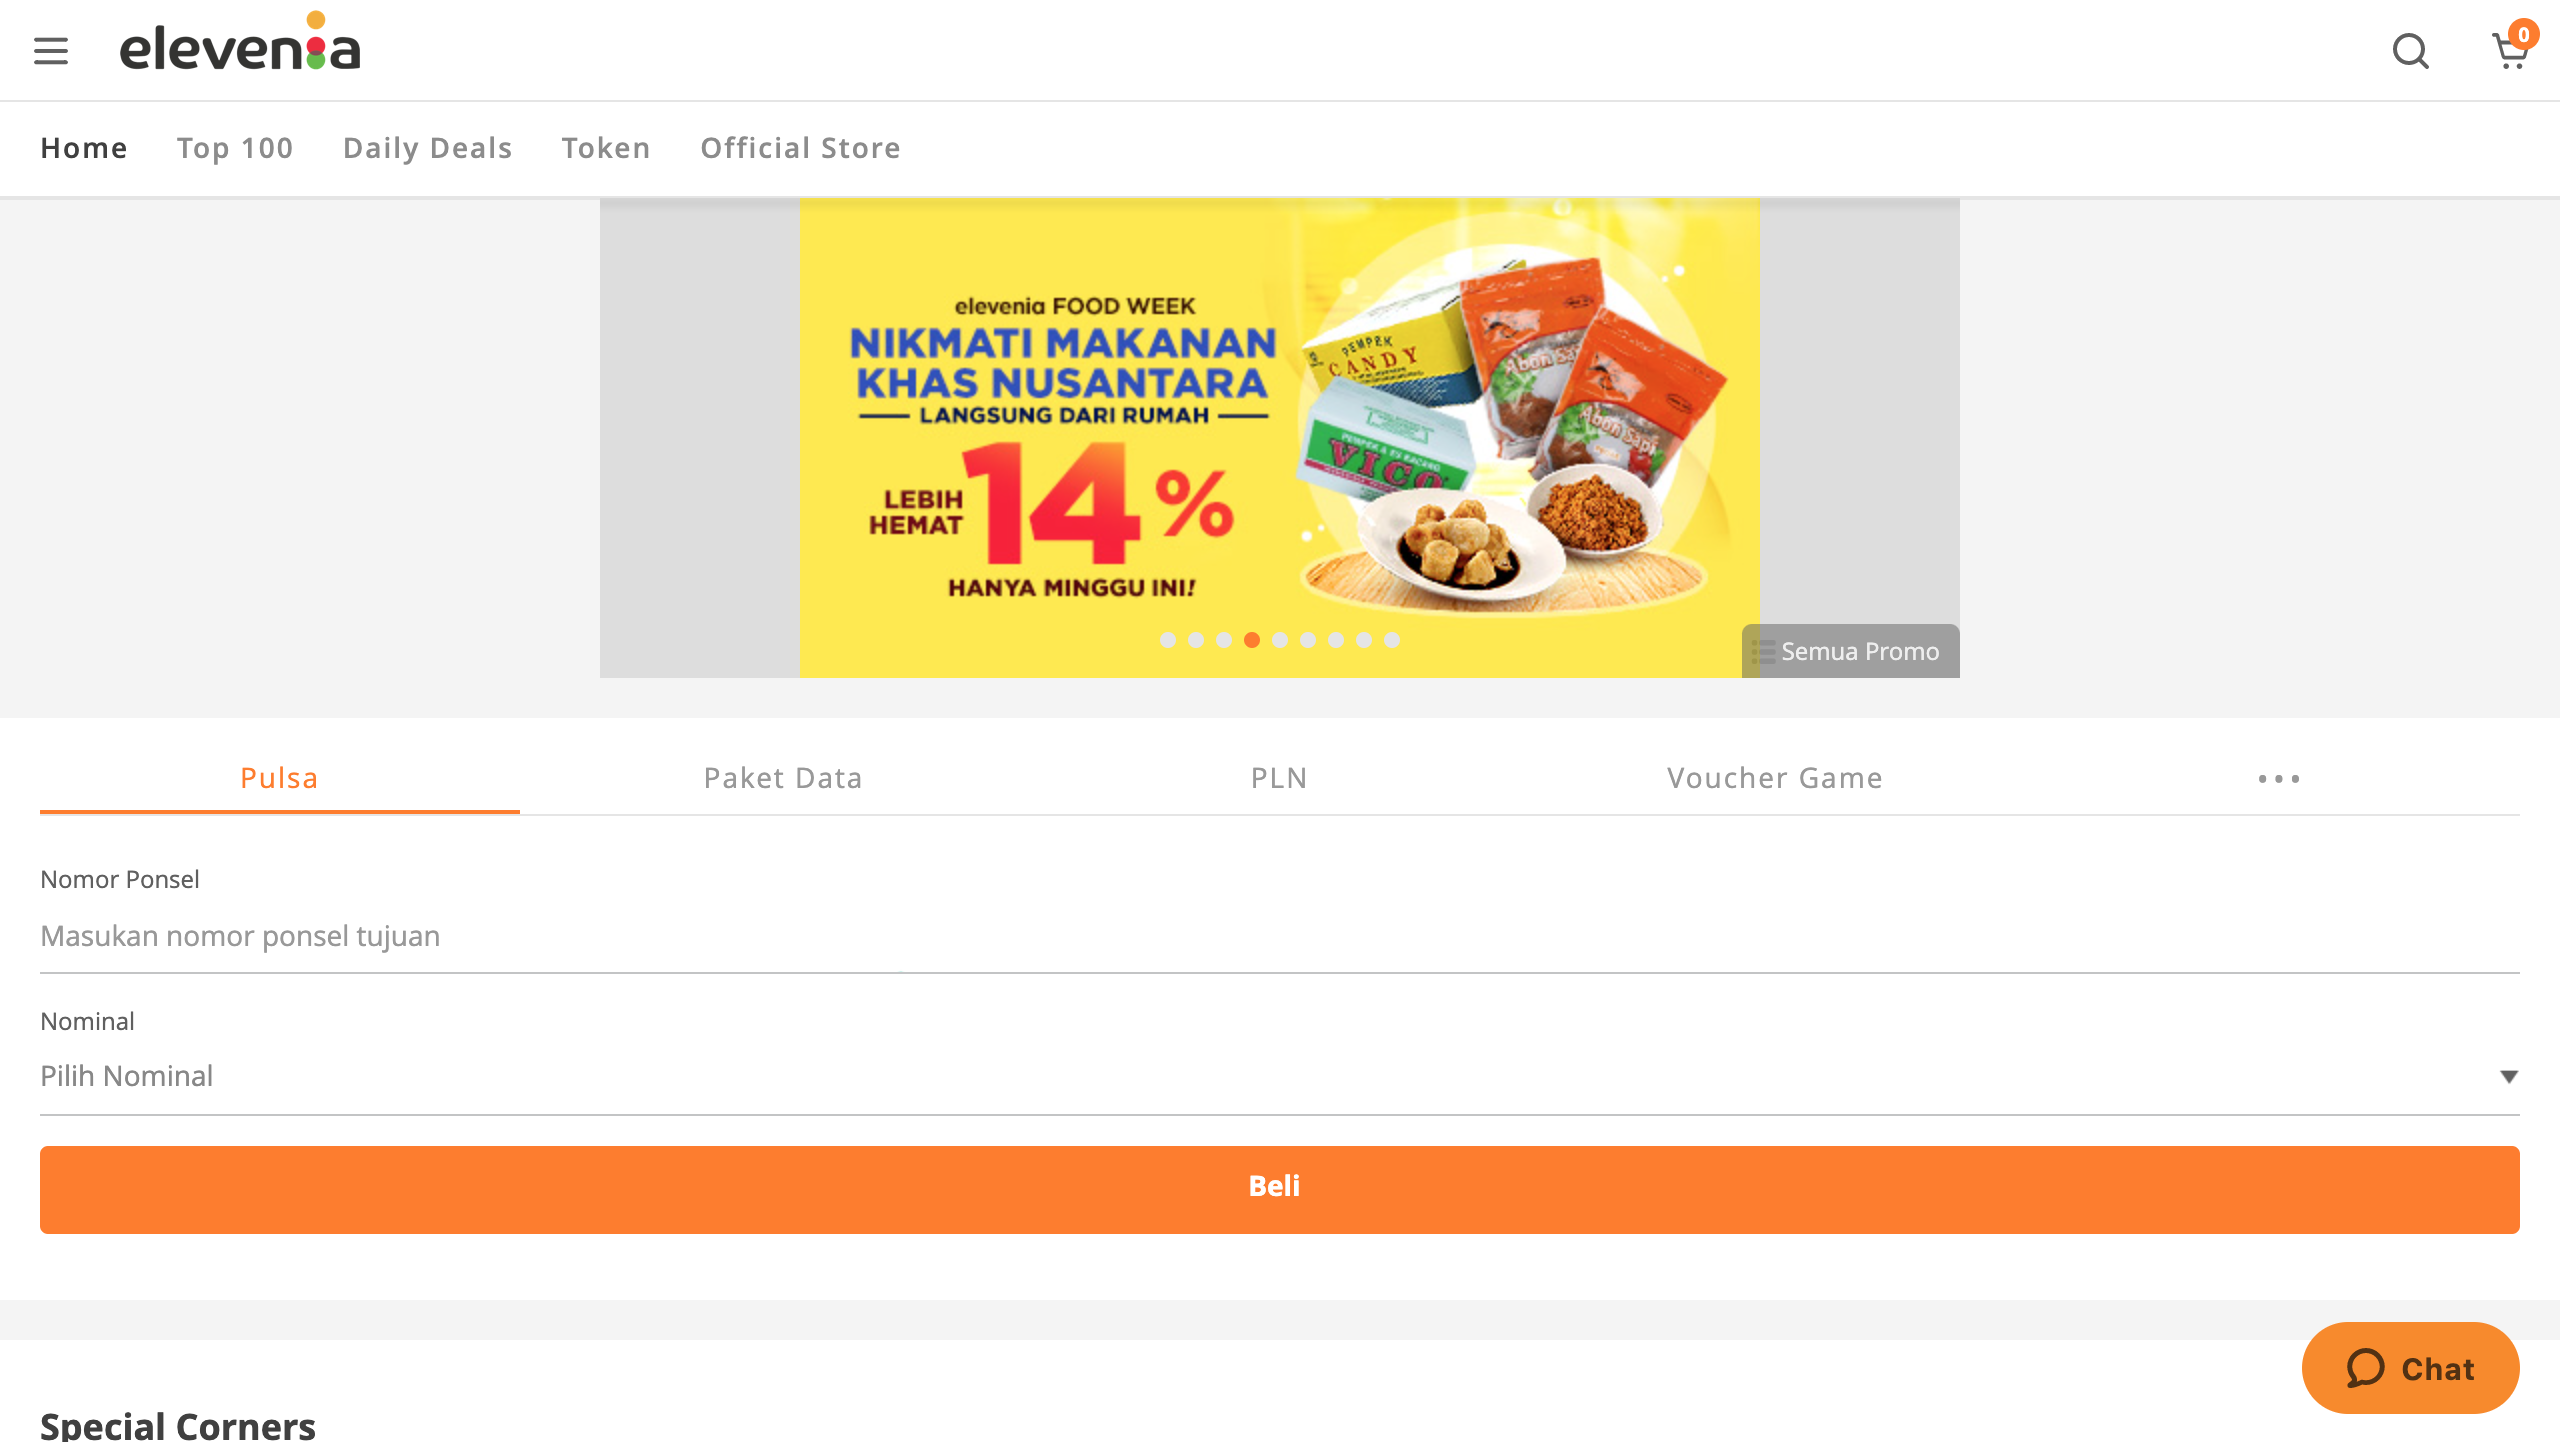 elevenia
0
Home Top 100 Daily Deals Token Official Store
elevenia FOOD WEEK
NIKMATI MAKANAN
KHAS NUSANTARA
LANGSUNG DARI RUMAH
LEBIH
HEMAT
14%
HANYA MINGGU INI!
PEMPEK
CANDY
Abon Sapi
Abon Sapi
VICO
Semua Promo
Pulsa Paket Data PLN Voucher Game
Nomor Ponsel
Masukan nomor ponsel tujuan
Nominal
Pilih Nominal
Beli
Chat
Special Corners